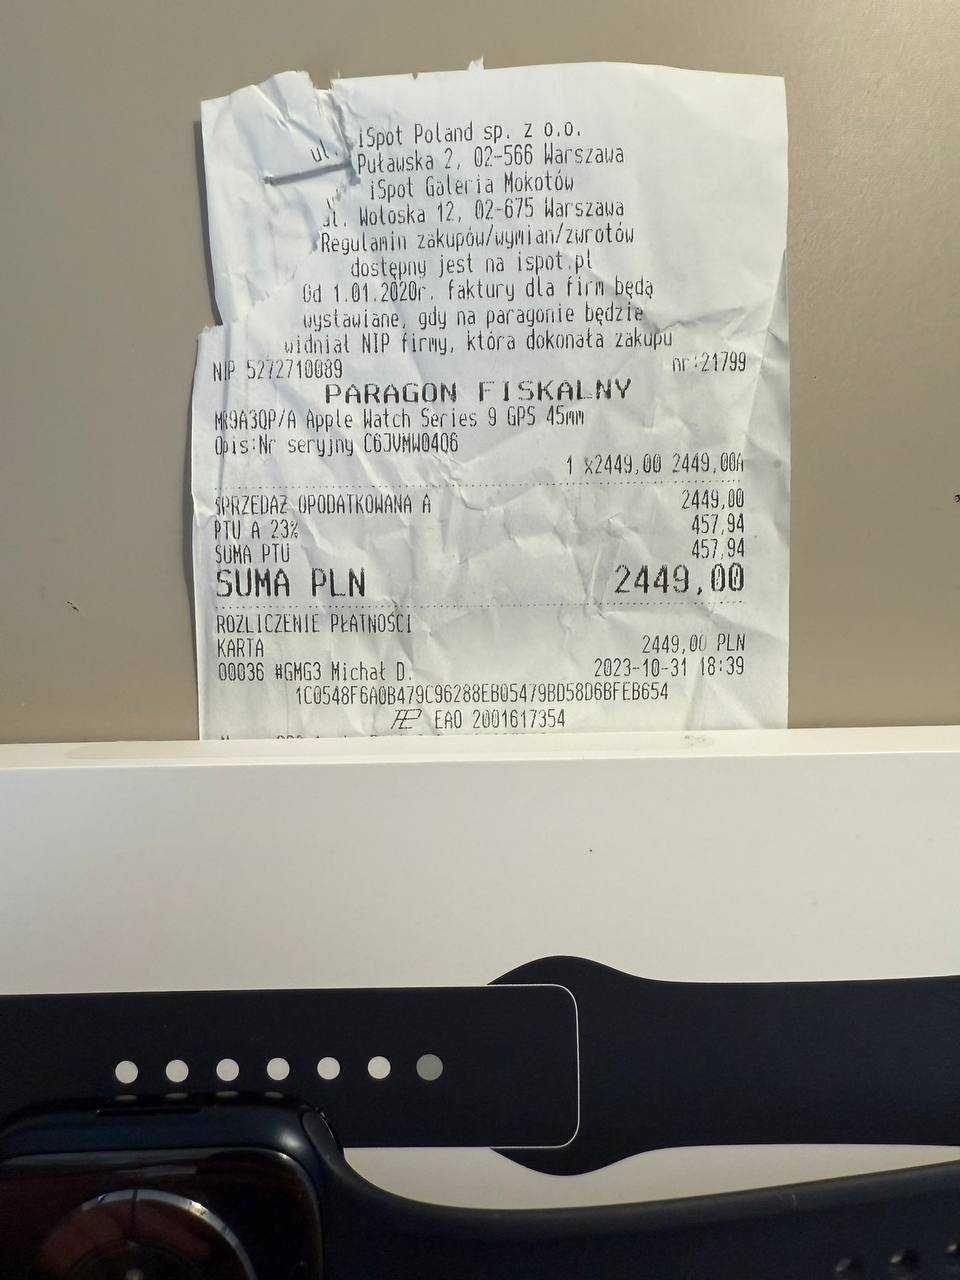 iSpot Poland sp. z o.o.
ul. Puławska 2, 02-566 Warszawa
iSpot Galeria Mokotów
ul. Wołoska 12, 02-675 Warszawa
Regulamin zakupów/wymian/zwrotów
dostępny jest na ispot.pl
Od 1.01.2020r. faktury dla firm będą
wystawiane, gdy na paragonie będzie
widniał NIP firmy, która dokonała zakupu
NIP 5272710089 nr:21799
PARAGON FISKALNY
MR9A3QP/A Apple Watch Series 9 GPS 45mm
Opis:Nr seryjny C6JVMW04Q6
1 x2449,00 2449,00A
SPRZEDAŻ OPODATKOWANA A 2449,00
PTU A 23% 457,94
SUMA PTU 457,94
SUMA PLN 2449,00
ROZLICZENIE PŁATNOŚCI
KARTA 2449,00 PLN
00036 #GMG3 Michał D. 2023-10-31 18:39
1C0548F6A0B479C96288EB05479BD58D6BFEB654
EAO 2001617354